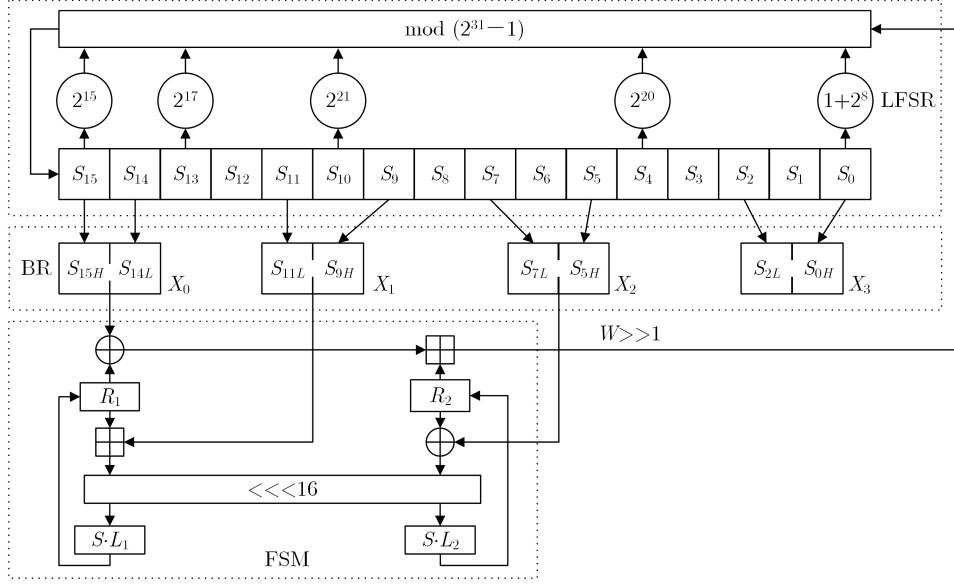 mod (2³¹−1)
2¹⁵ 2¹⁷ 2²¹ 2²⁰ 1+2⁸ LFSR
S₁₅ S₁₄ S₁₃ S₁₂ S₁₁ S₁₀ S₉ S₈ S₇ S₆ S₅ S₄ S₃ S₂ S₁ S₀
BR S₁₅H S₁₄L X₀ S₁₁L S₉H X₁ S₇L S₅H X₂ S₂L S₀H X₃
W>>1
R₁ R₂
<<<16
S·L₁ S·L₂
FSM